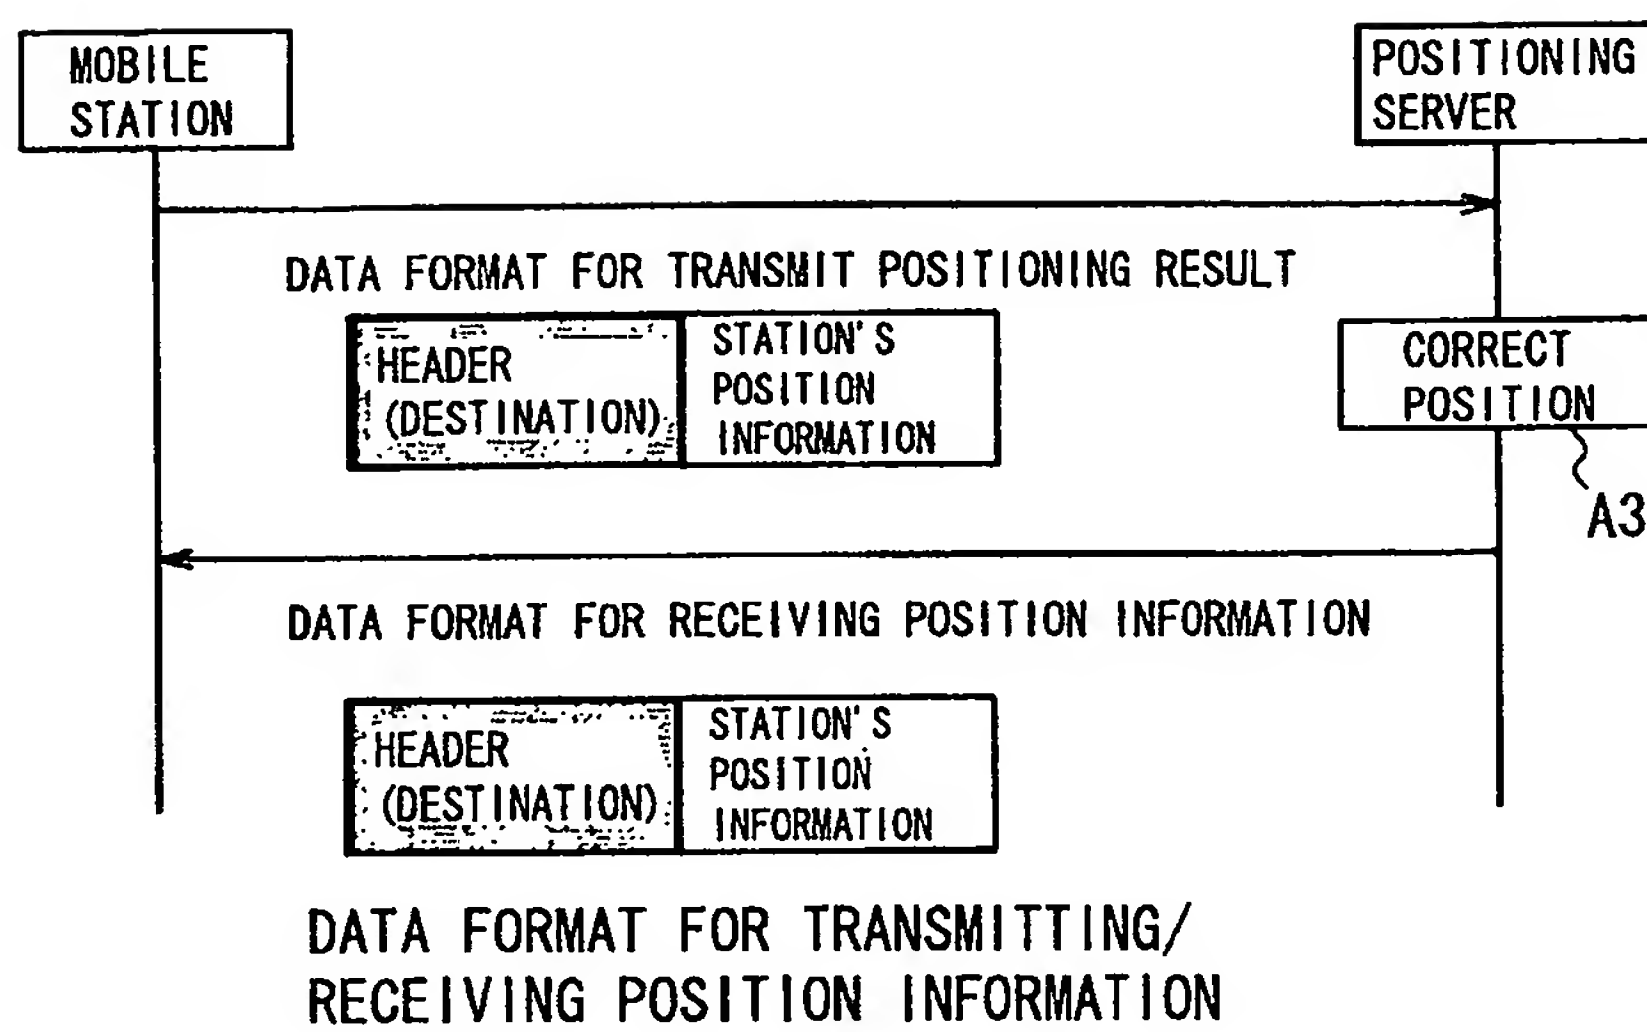 MOBILE
STATION
POSITIONING
SERVER
DATA FORMAT FOR TRANSMIT POSITIONING RESULT
HEADER
(DESTINATION)
STATION'S
POSITION
INFORMATION
CORRECT
POSITION
A3
DATA FORMAT FOR RECEIVING POSITION INFORMATION
HEADER
(DESTINATION)
STATION'S
POSITION
INFORMATION
DATA FORMAT FOR TRANSMITTING/
RECEIVING POSITION INFORMATION